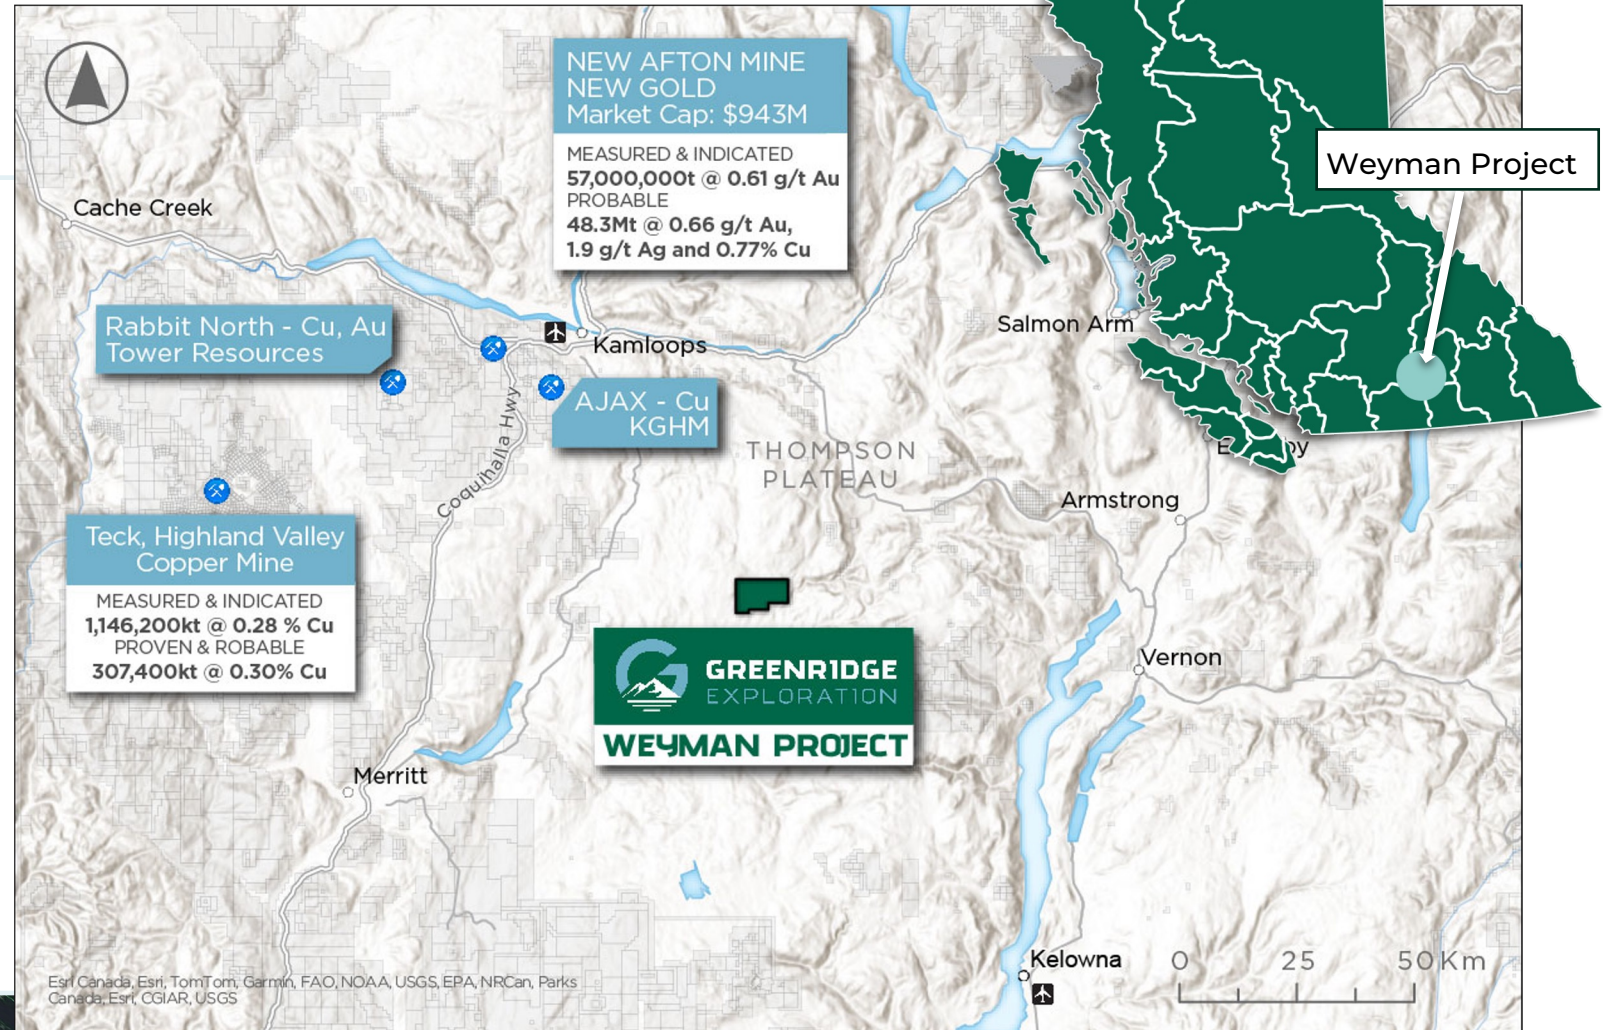 NEW AFTON MINE
NEW GOLD
Market Cap: $943M
MEASURED & INDICATED
57,000,000t @ 0.61 g/t Au
PROBABLE
48.3Mt @ 0.66 g/t Au,
1.9 g/t Ag and 0.77% Cu
Weyman Project
Cache Creek
Rabbit North - Cu, Au
Tower Resources
Kamloops
Salmon Arm
AJAX - Cu
KGHM
Coquihalla Hwy
THOMPSON
PLATEAU
Armstrong
Teck, Highland Valley
Copper Mine
MEASURED & INDICATED
1,146,200kt @ 0.28 % Cu
PROVEN & ROBABLE
307,400kt @ 0.30% Cu
GREENR1DGE
EXPLORATION
WEYMAN PROJECT
Vernon
Merritt
Kelowna
0 25 50 Km
Esri Canada, Esri, TomTom, Garmin, FAO, NOAA, USGS, EPA, NRCan, Parks
Canada, Esri, CGIAR, USGS